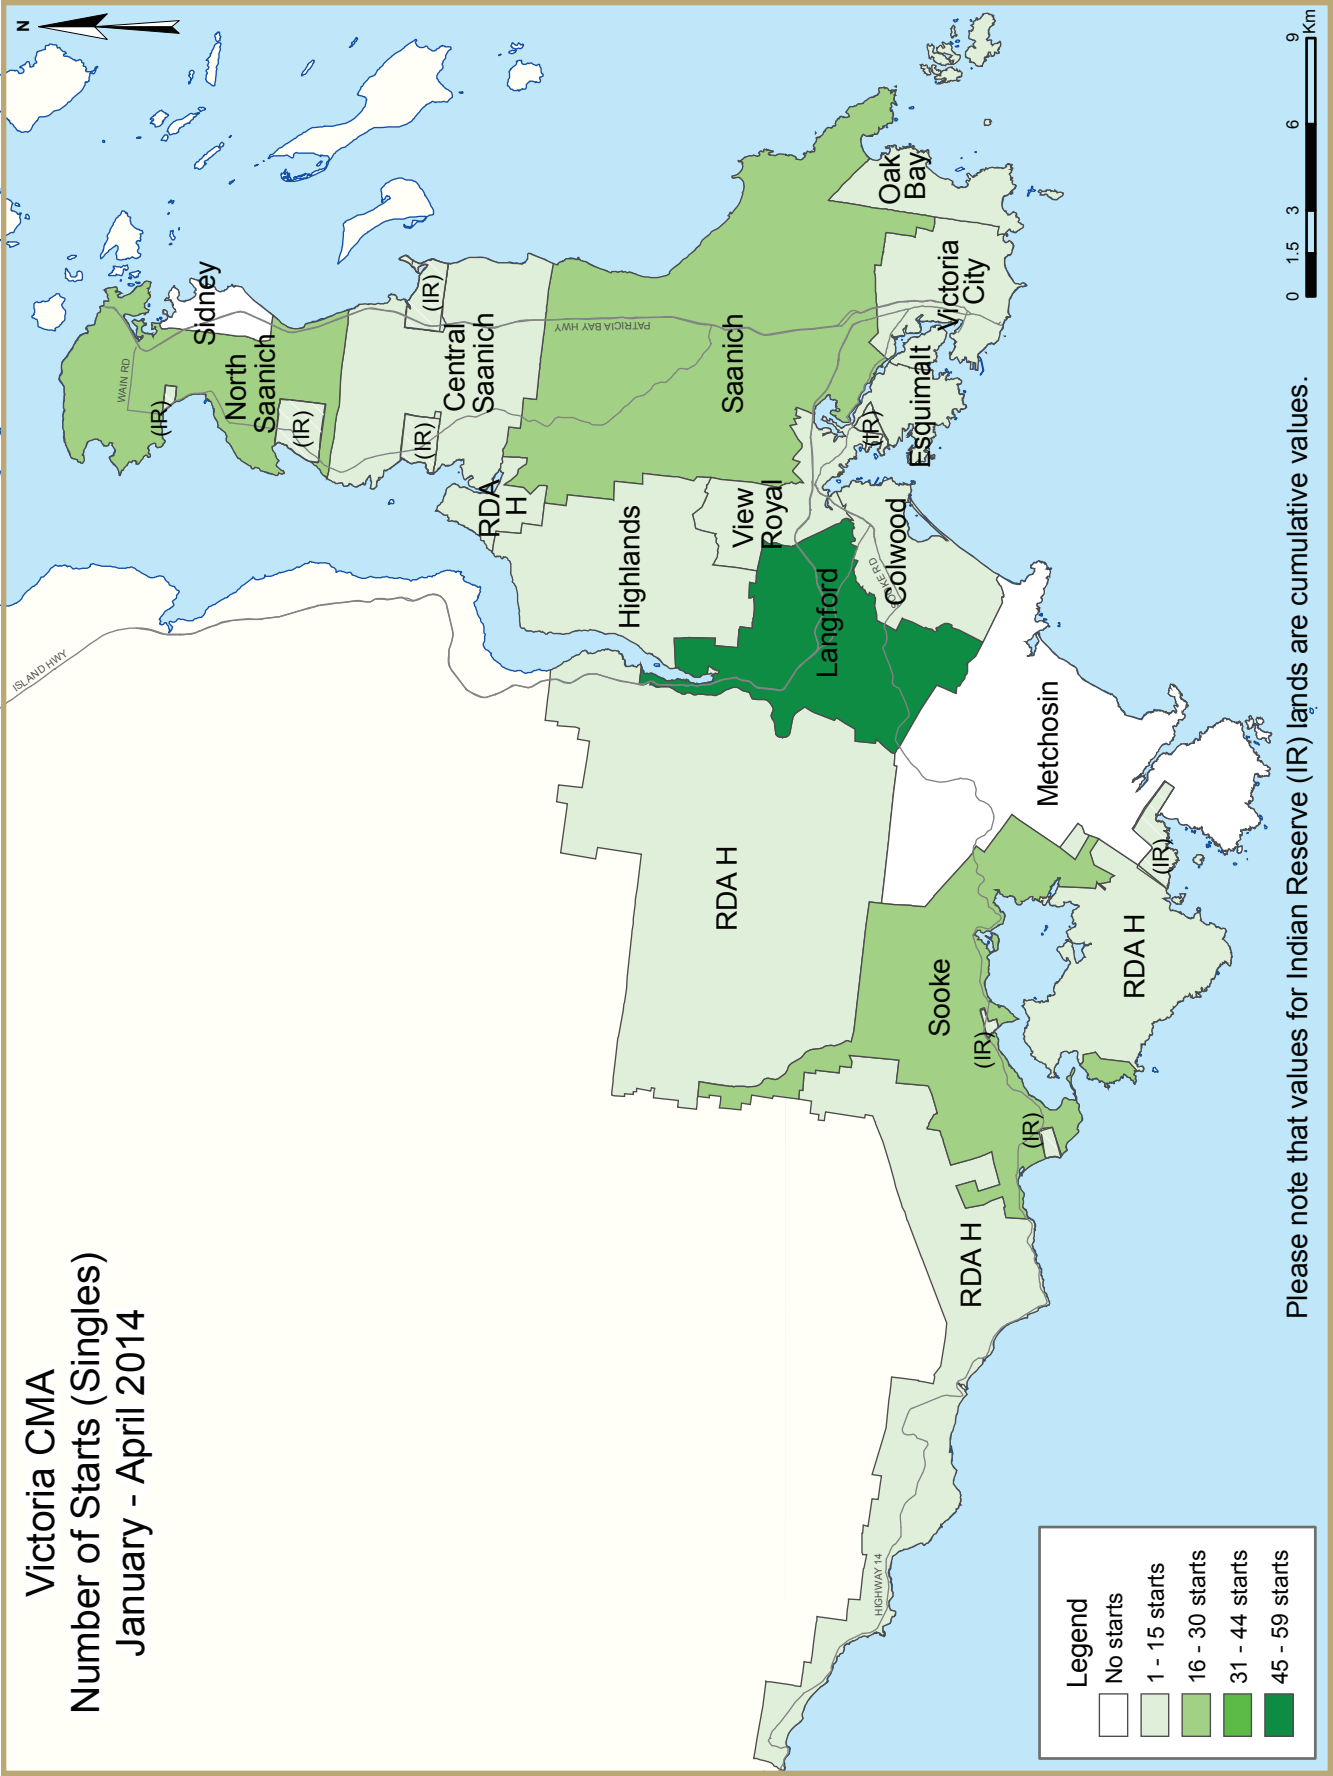 Victoria CMA
Number of Starts (Singles)
January - April 2014
N
ISLAND HWY
WAIN RD
(IR)
North
Saanich
Sidney
(IR)
(IR)
Central
Saanich
(IR)
PATRICIA BAY HWY
RDA
H
Saanich
Highlands
View
Royal
Langford
Colwood
SOOKE RD
(IR)
Esquimalt
Victoria
City
Oak
Bay
RDA H
Metchosin
(IR)
Sooke
(IR)
(IR)
RDA H
RDA H
HIGHWAY 14
Legend
No starts
1 - 15 starts
16 - 30 starts
31 - 44 starts
45 - 59 starts
Please note that values for Indian Reserve (IR) lands are cumulative values.
0 1.5 3 6 9
Km